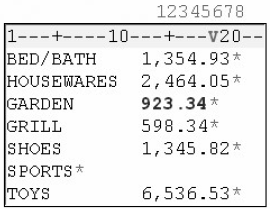 12345678
1---+----10---+---v20--
BED/BATH 1,354.93*
HOUSEWARES 2,464.05*
GARDEN 923.34*
GRILL 598.34*
SHOES 1,345.82*
SPORTS*
TOYS 6,536.53*